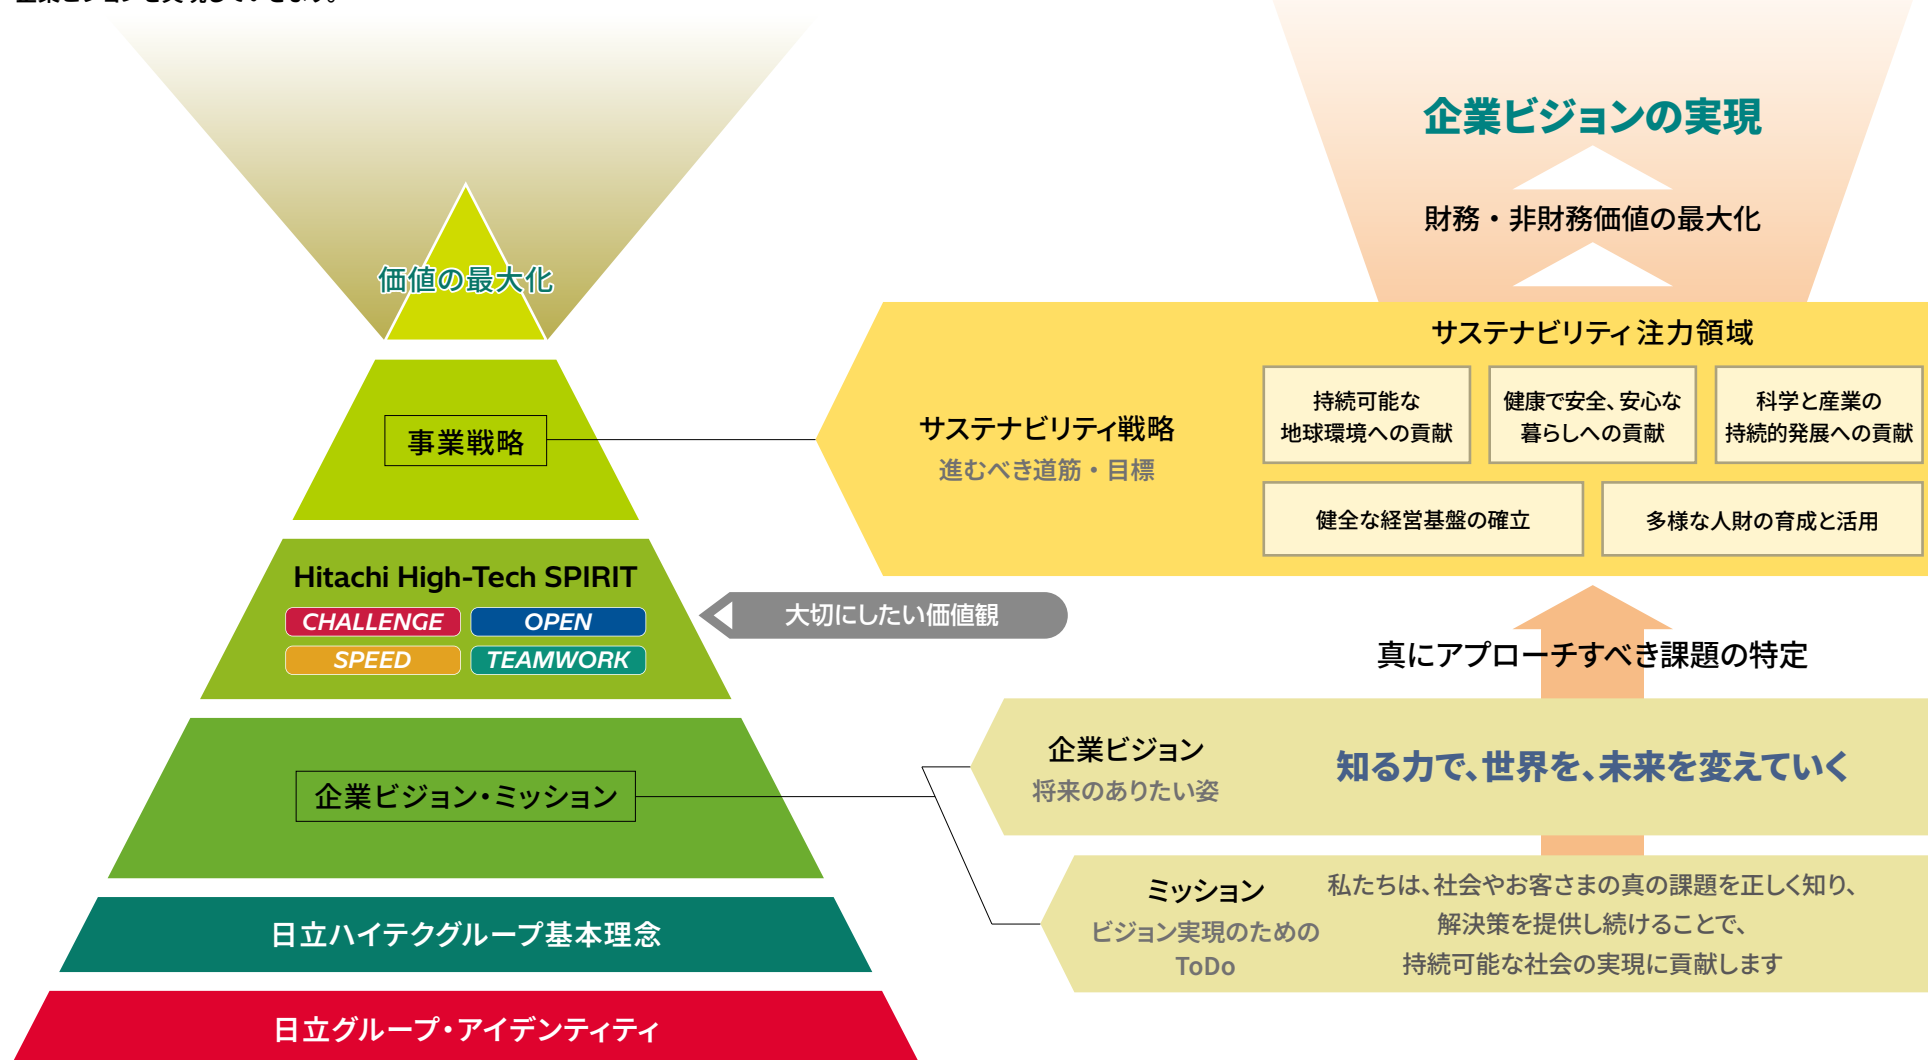 価値の最大化
事業戦略
Hitachi High-Tech SPIRIT
CHALLENGE
OPEN
SPEED
TEAMWORK
大切にしたい価値観
企業ビジョン・ミッション
日立ハイテクグループ基本理念
日立グループ・アイデンティティ
企業ビジョンの実現
財務・非財務価値の最大化
サステナビリティ戦略
進むべき道筋・目標
サステナビリティ注力領域
持続可能な
地球環境への貢献
健康で安全、安心な
暮らしへの貢献
科学と産業の
持続的発展への貢献
健全な経営基盤の確立
多様な人財の育成と活用
真にアプローチすべき課題の特定
企業ビジョン
将来のありたい姿
知る力で、世界を、未来を変えていく
ミッション
ビジョン実現のための
ToDo
私たちは、社会やお客さまの真の課題を正しく知り、
解決策を提供し続けることで、
持続可能な社会の実現に貢献します